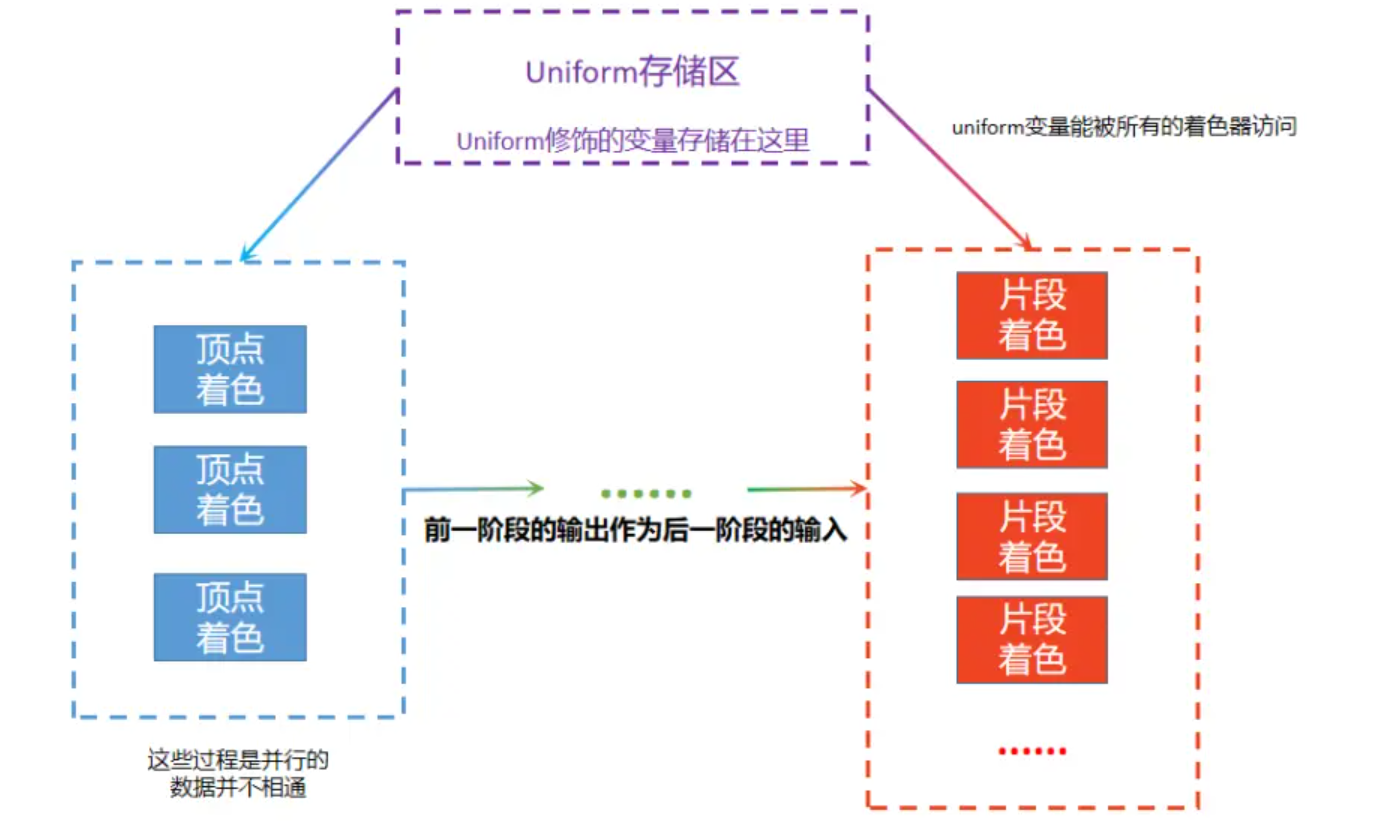 Uniform存储区
Uniform修饰的变量存储在这里
uniform变量能被所有的着色器访问
顶点
着色
顶点
着色
顶点
着色
这些过程是并行的
数据并不相通
......
前一阶段的输出作为后一阶段的输入
片段
着色
片段
着色
片段
着色
片段
着色
......